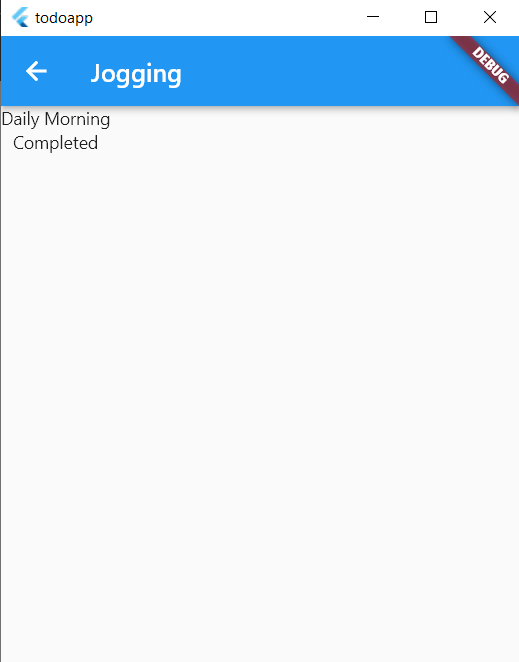 todoapp
Jogging
DEBUG
Daily Morning
Completed